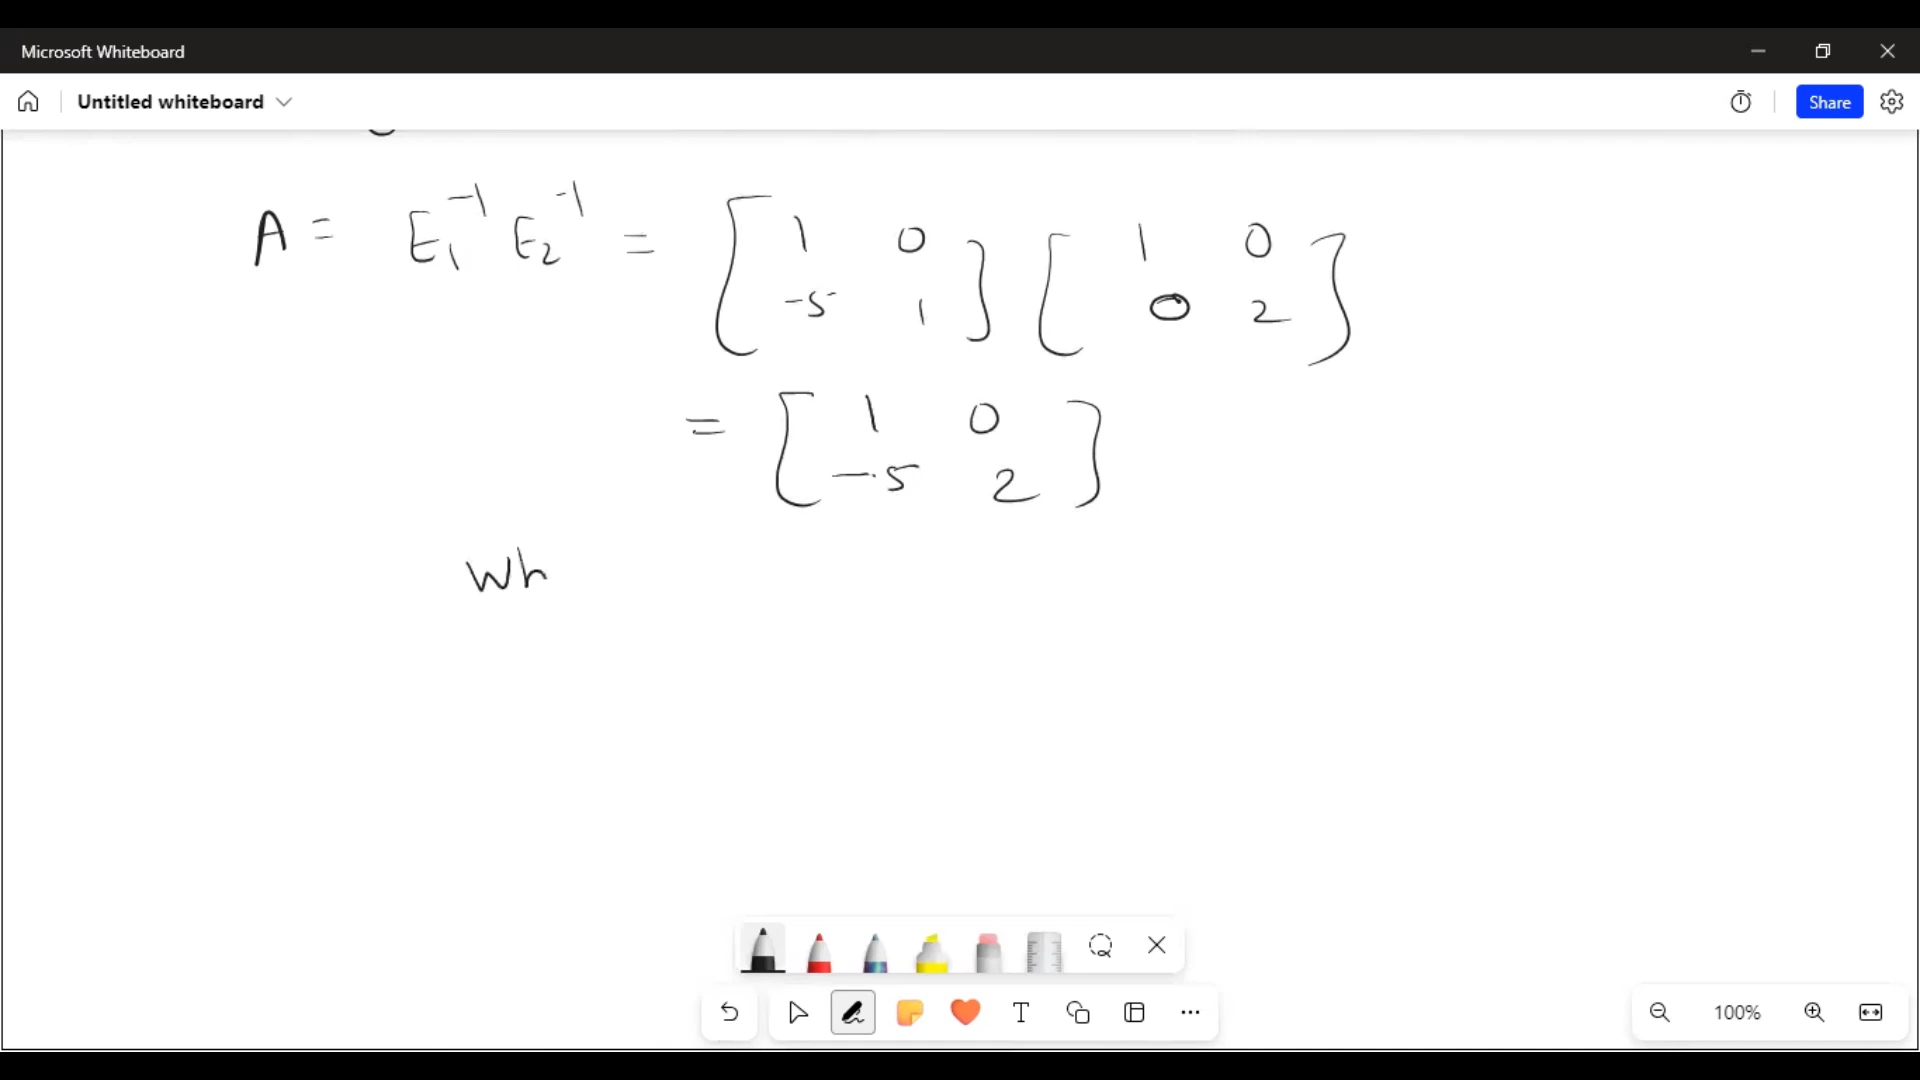 Microsoft Whiteboard
Untitled whiteboard
Share
A = E₁⁻¹ E₂⁻¹ = [1 0; -5 1] [1 0; 0 2]
= [1 0; -5 2]
Wh
100%